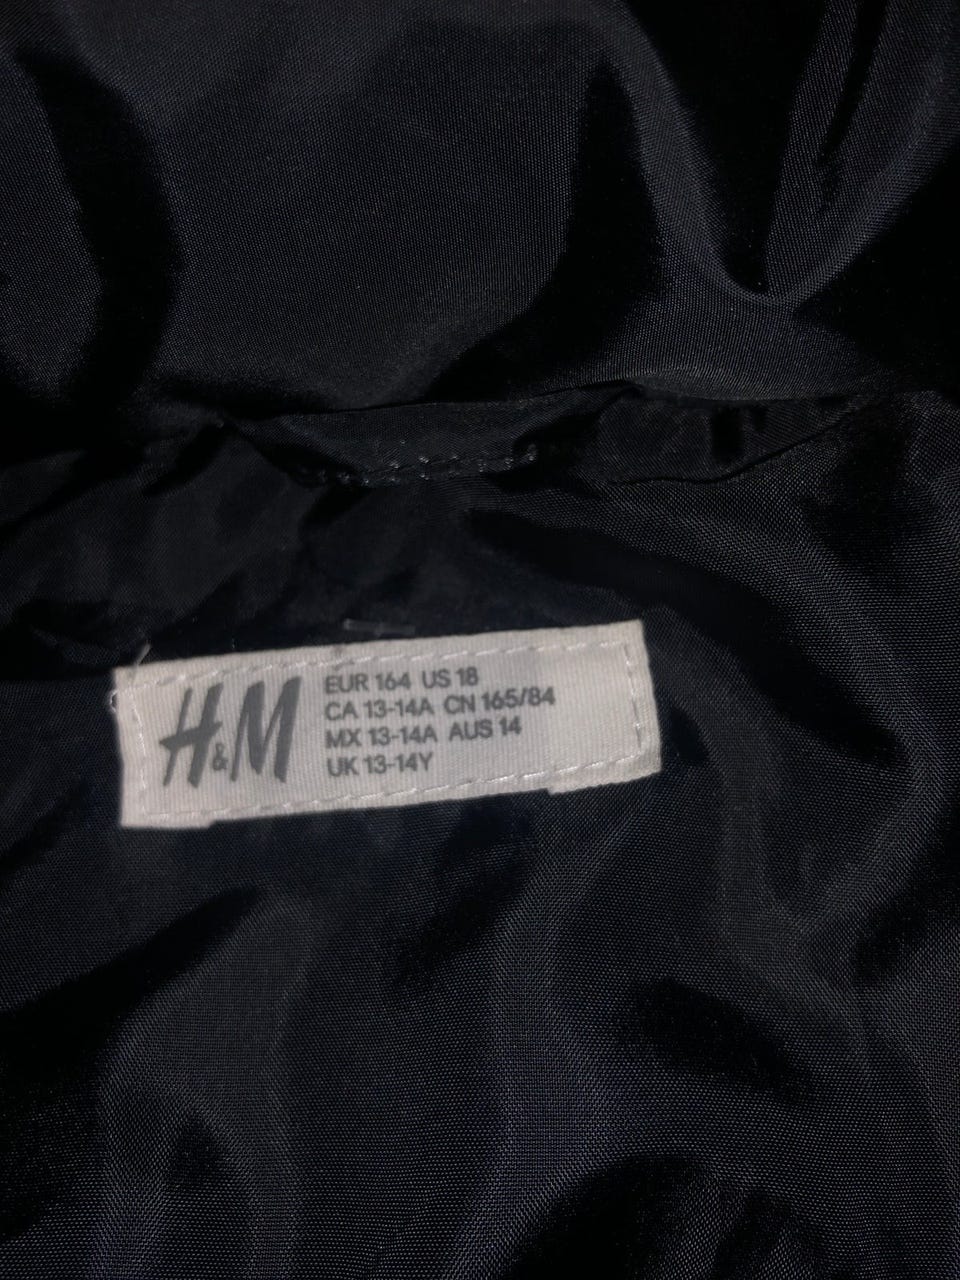 H&M
EUR 164 US 18
CA 13-14A CN 165/84
MX 13-14A AUS 14
UK 13-14Y